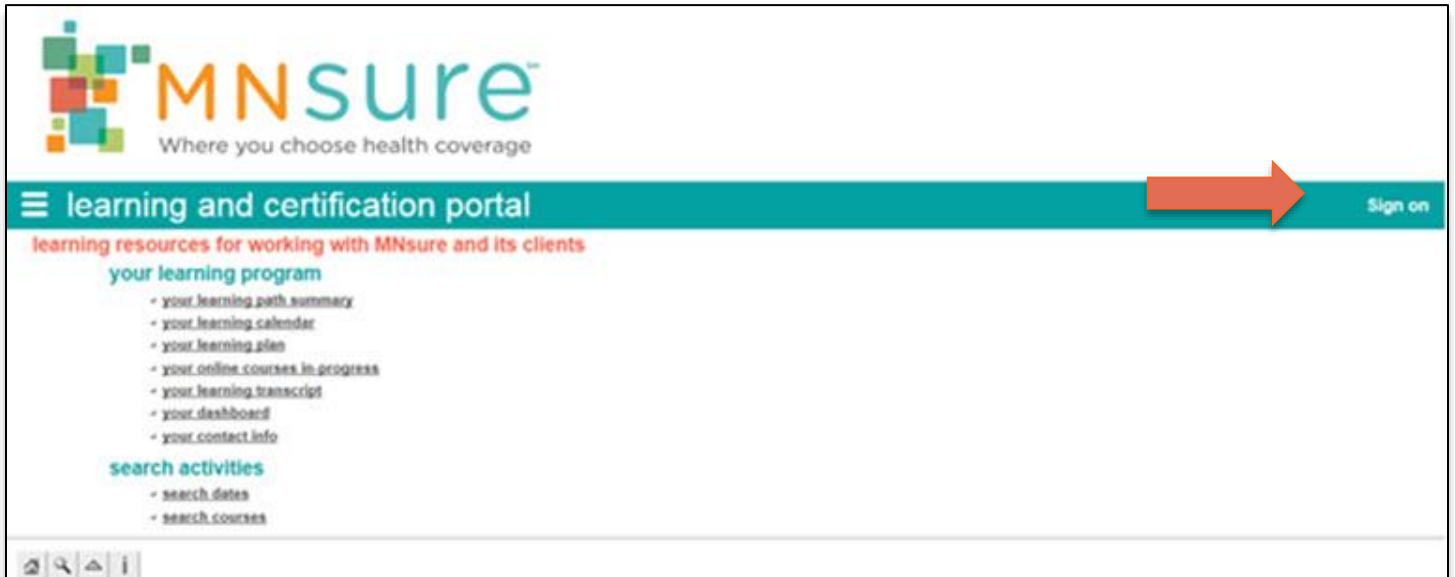 MNsure℠
Where you choose health coverage
learning and certification portal
Sign on
learning resources for working with MNsure and its clients
your learning program
your learning path summary
your learning calendar
your learning plan
your online courses in-progress
your learning transcript
your dashboard
your contact info
search activities
search dates
search courses
i